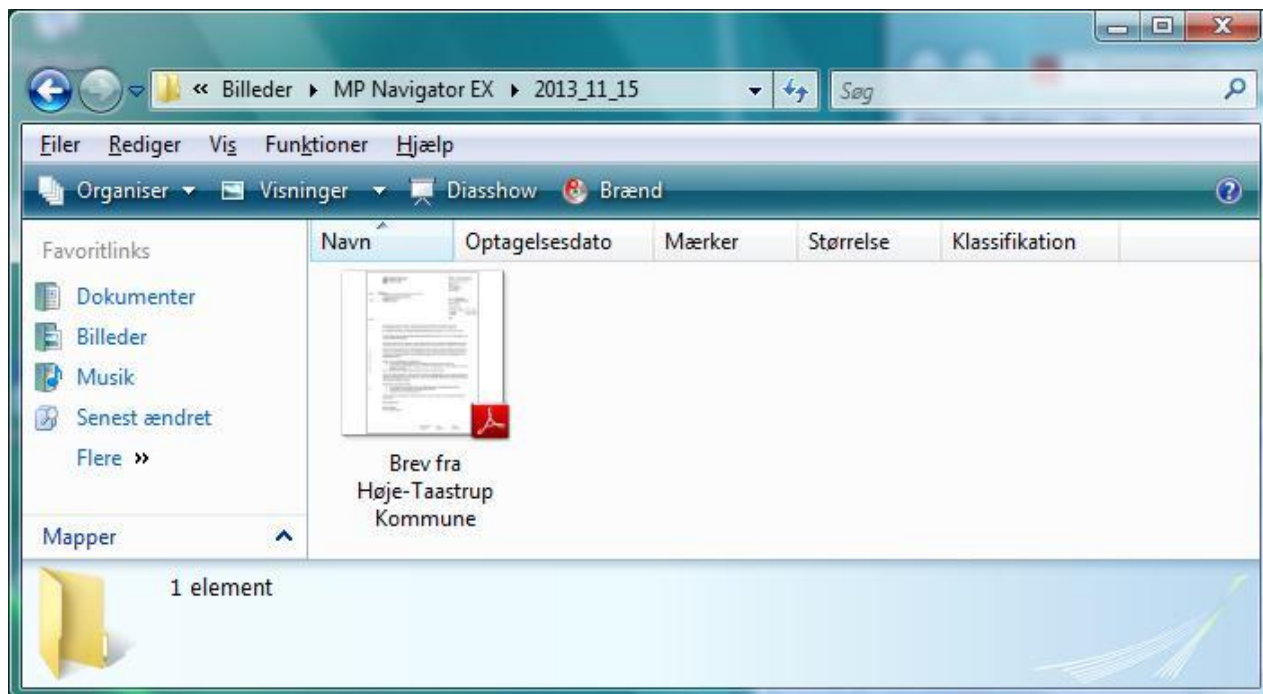 « Billeder ▸ MP Navigator EX ▸ 2013_11_15
Søg
Filer Rediger Vis Funktioner Hjælp
Organiser Visninger Diasshow Brænd
Favoritlinks
Dokumenter
Billeder
Musik
Senest ændret
Flere »
Mapper
Navn Optagelsesdato Mærker Størrelse Klassifikation
Brev fra
Høje-Taastrup
Kommune
1 element